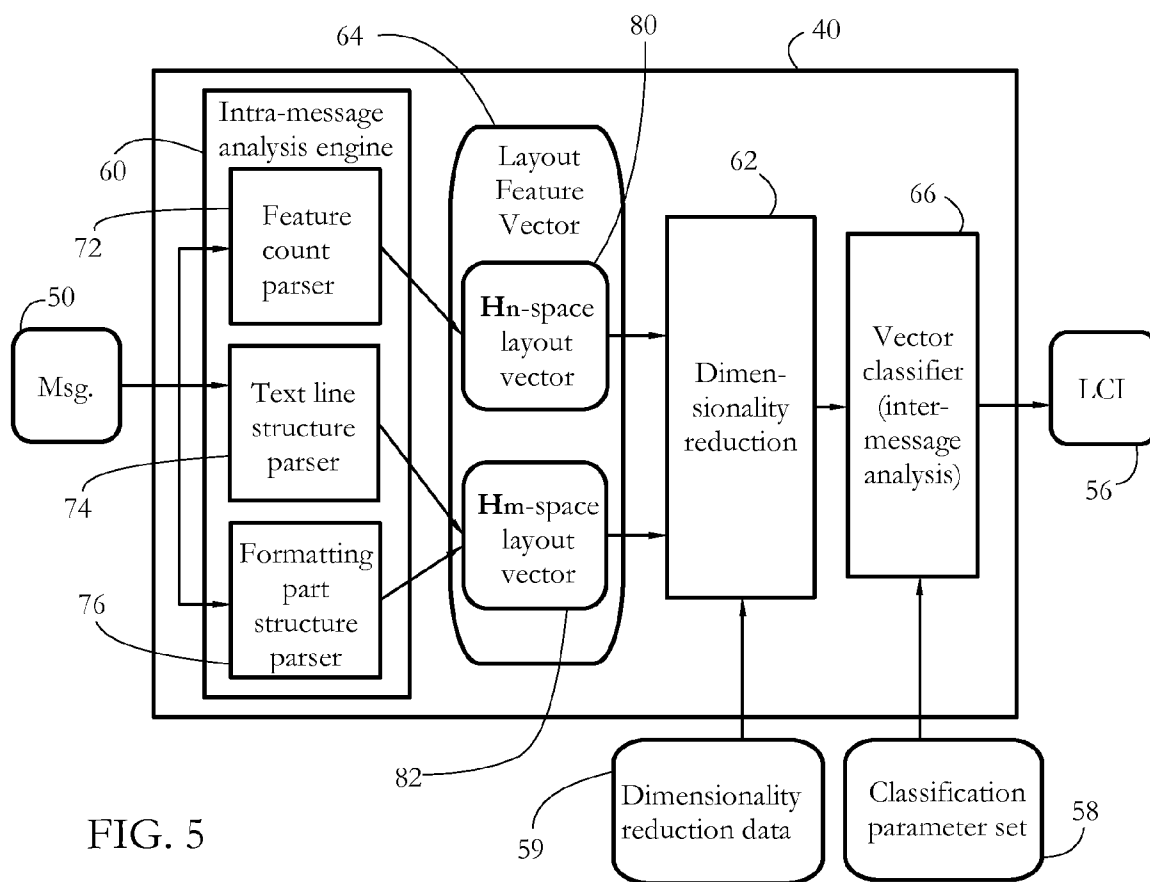 64
80
40
Intra-message
analysis engine
60
Layout
Feature
Vector
62
66
Feature
count
parser
72
50
Msg.
Hn-space
layout
vector
Text line
structure
parser
74
Dimen-
sionality
reduction
Vector
classifier
(inter-
message
analysis)
LCI
56
Hm-space
layout
vector
Formatting
part
structure
parser
76
82
59
Dimensionality
reduction data
Classification
parameter set
58
FIG. 5